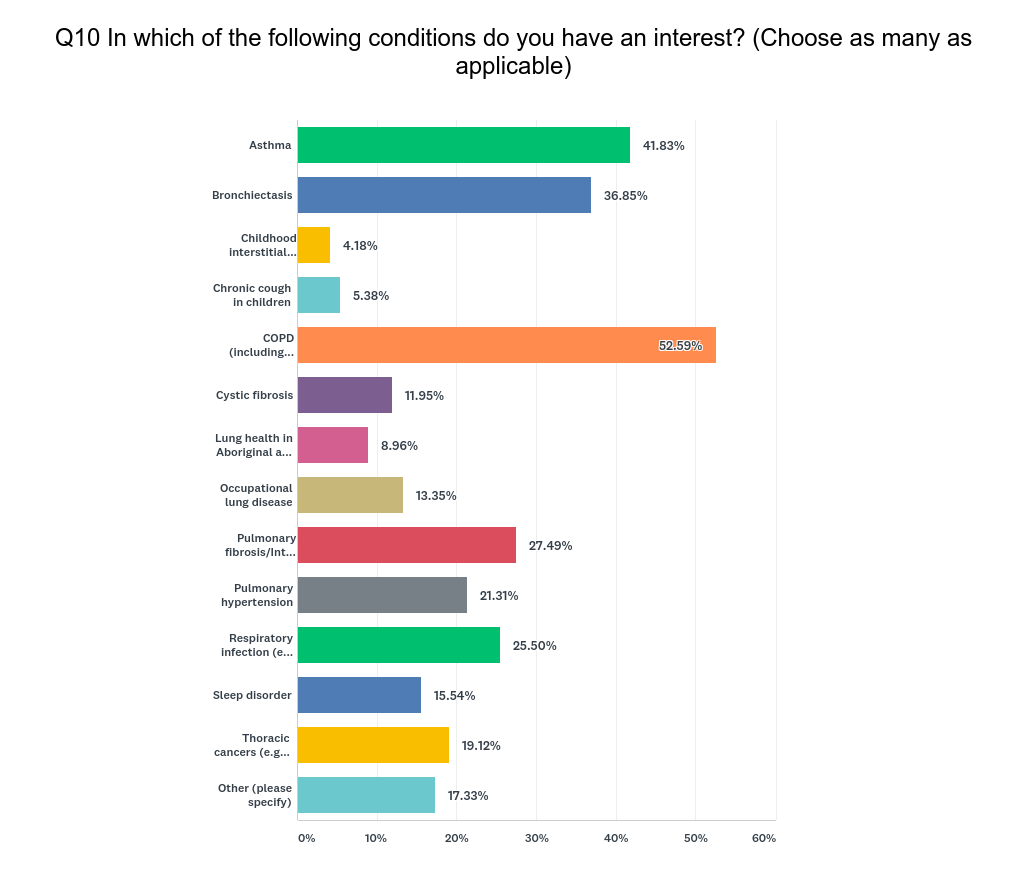 Q10 In which of the following conditions do you have an interest? (Choose as many as
applicable)
Asthma
41.83%
Bronchiectasis
36.85%
Childhood
interstitial...
4.18%
Chronic cough
in children
5.38%
COPD
(including...
52.59%
Cystic fibrosis
11.95%
Lung health in
Aboriginal a...
8.96%
Occupational
lung disease
13.35%
Pulmonary
fibrosis/Int...
27.49%
Pulmonary
hypertension
21.31%
Respiratory
infection (e...
25.50%
Sleep disorder
15.54%
Thoracic
cancers (e.g...
19.12%
Other (please
specify)
17.33%
0% 10% 20% 30% 40% 50% 60%